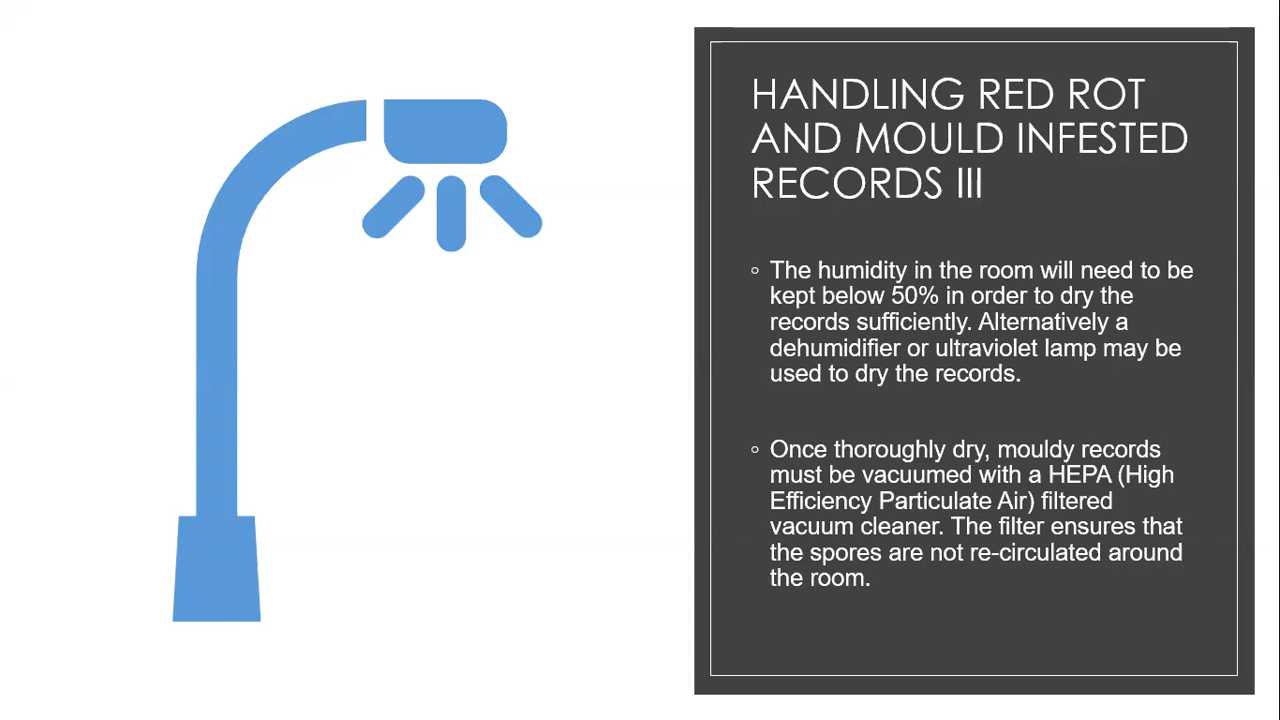 HANDLING RED ROT
AND MOULD INFESTED
RECORDS III
◦ The humidity in the room will need to be
kept below 50% in order to dry the
records sufficiently. Alternatively a
dehumidifier or ultraviolet lamp may be
used to dry the records.
◦ Once thoroughly dry, mouldy records
must be vacuumed with a HEPA (High
Efficiency Particulate Air) filtered
vacuum cleaner. The filter ensures that
the spores are not re-circulated around
the room.